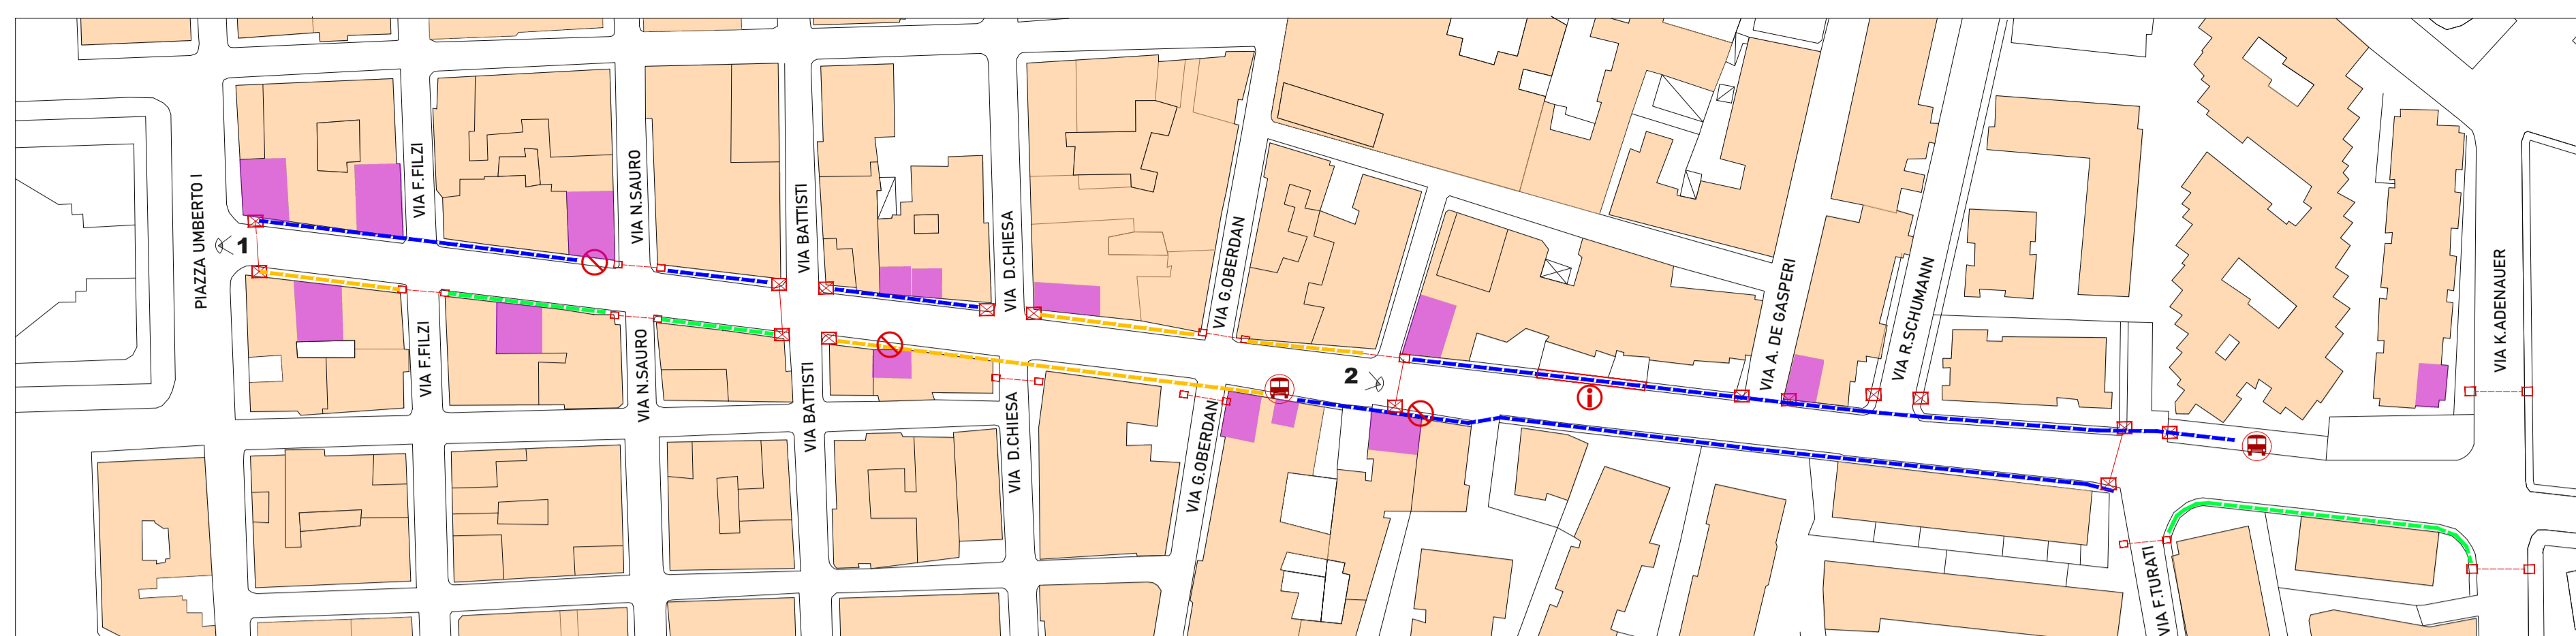 PIAZZA UMBERTO I
1
VIA F.FILZI
VIA F.FILZI
VIA N.SAURO
VIA N.SAURO
VIA BATTISTI
VIA BATTISTI
VIA D.CHIESA
VIA D.CHIESA
VIA G.OBERDAN
VIA G.OBERDAN
2
i
VIA A. DE GASPERI
VIA R.SCHUMANN
VIA F.TURATI
VIA K.ADENAUER